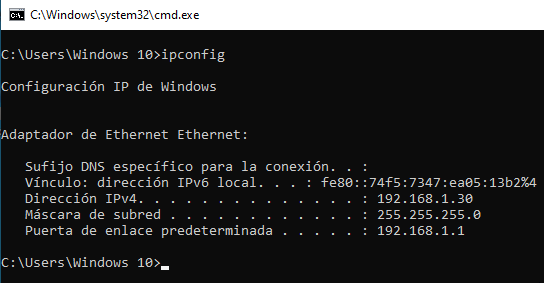 C:\Windows\system32\cmd.exe
C:\Users\Windows 10>ipconfig
Configuración IP de Windows
Adaptador de Ethernet Ethernet:
Sufijo DNS específico para la conexión. . :
Vínculo: dirección IPv6 local. . . : fe80::74f5:7347:ea05:13b2%4
Dirección IPv4. . . . . . . . . . . . . . : 192.168.1.30
Máscara de subred . . . . . . . . . . . . : 255.255.255.0
Puerta de enlace predeterminada . . . . . : 192.168.1.1
C:\Users\Windows 10>